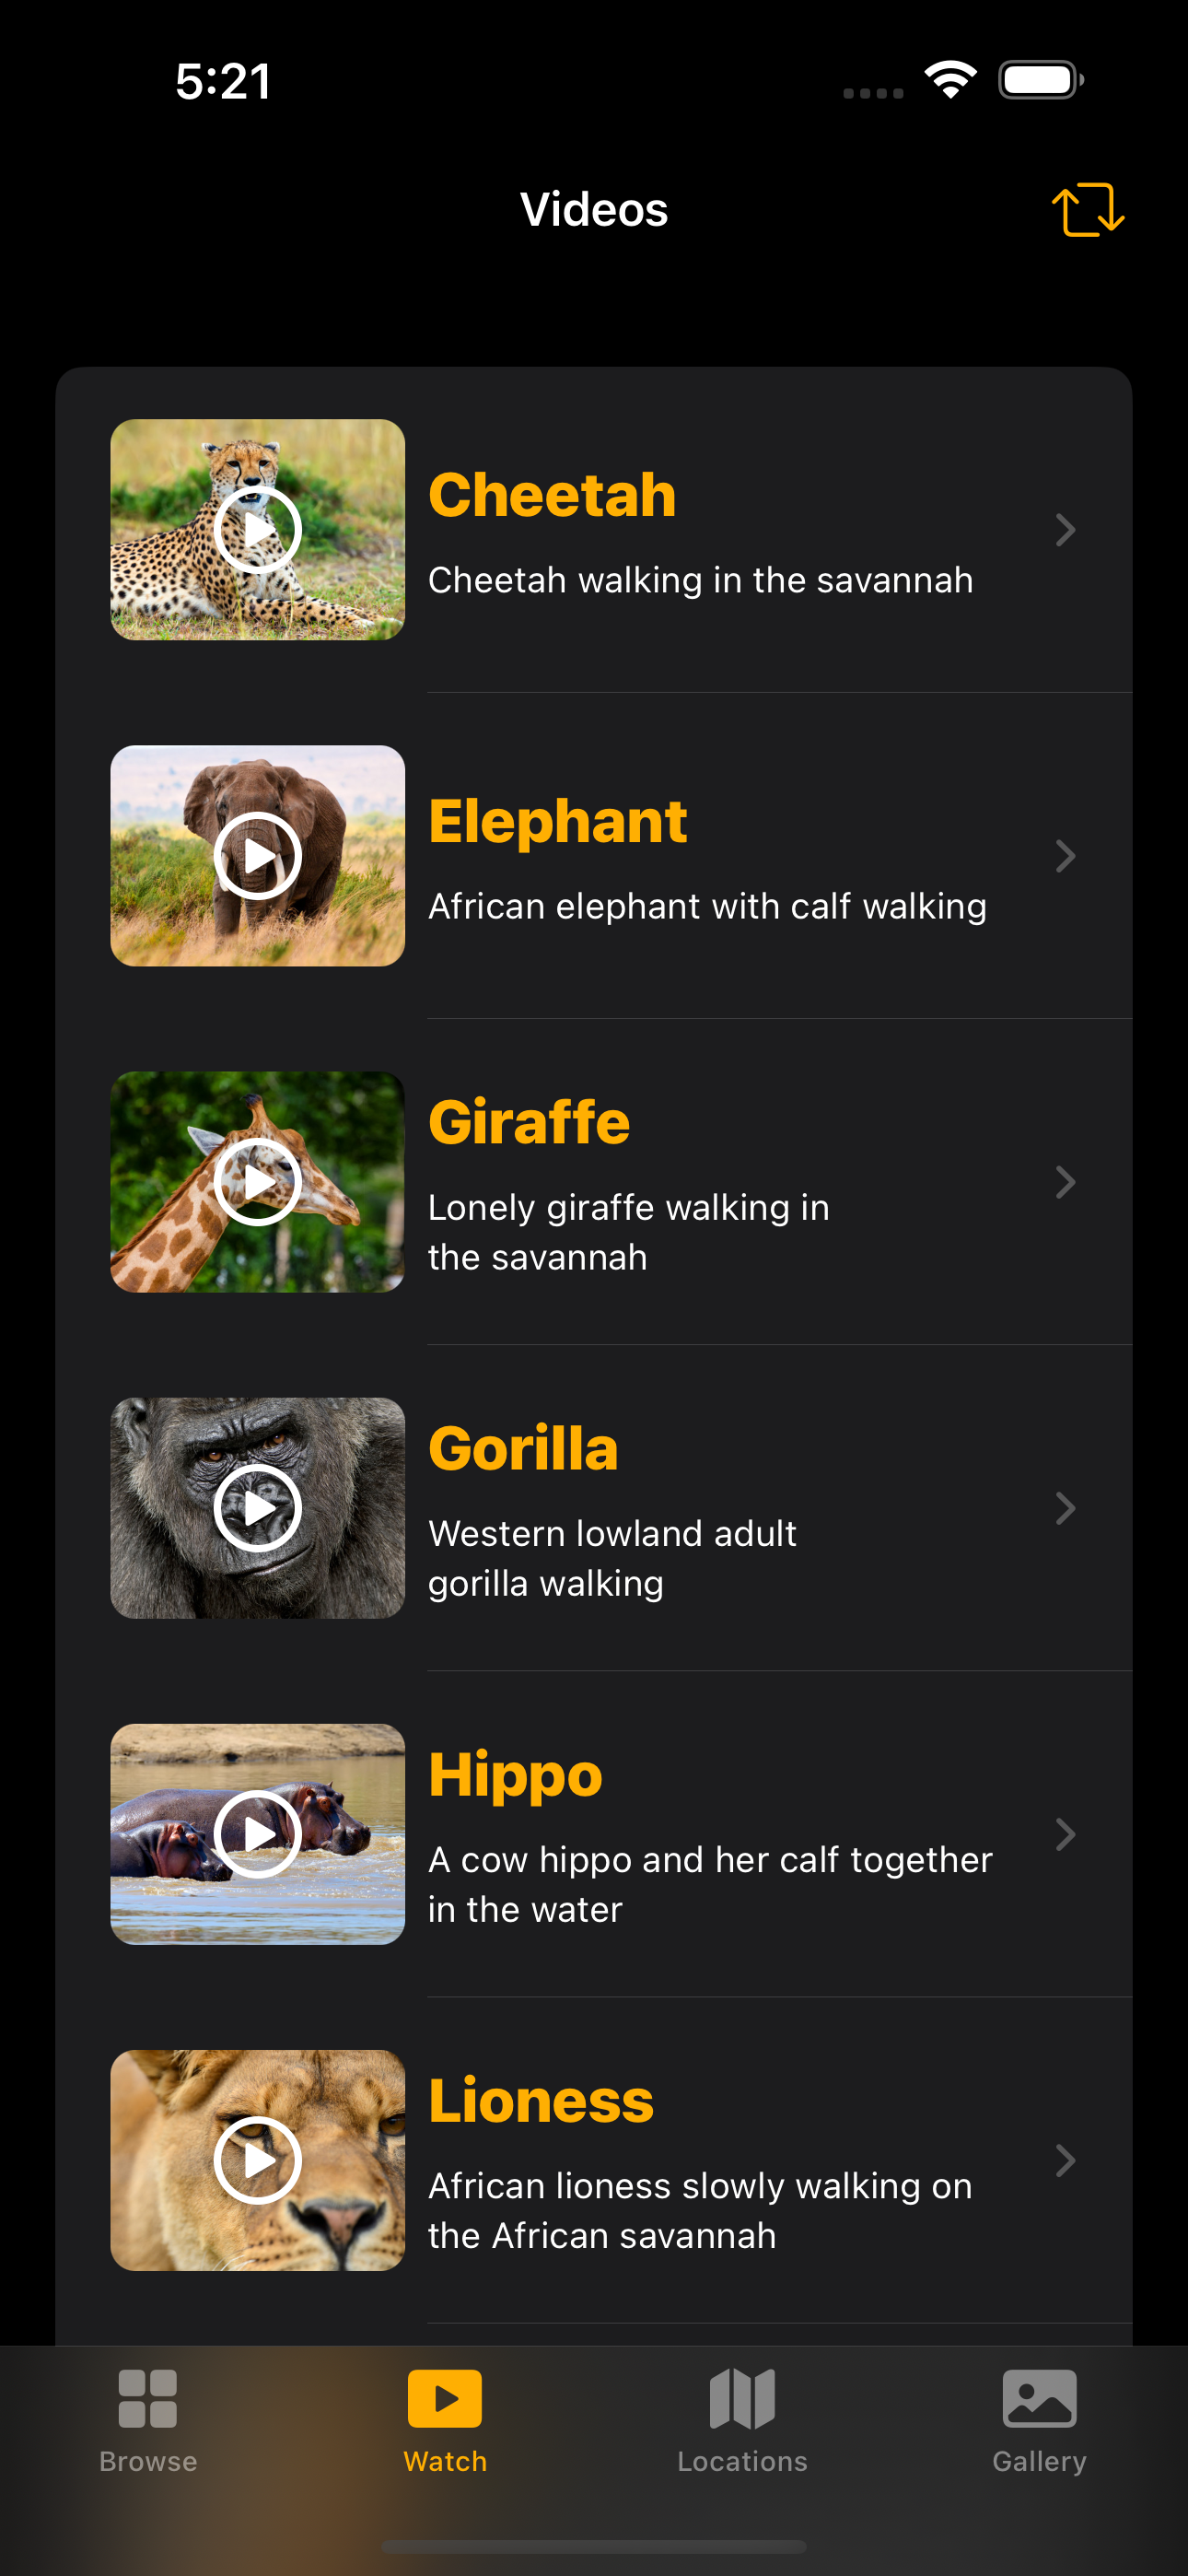 5:21
Videos
Cheetah
Cheetah walking in the savannah
Elephant
African elephant with calf walking
Giraffe
Lonely giraffe walking in
the savannah
Gorilla
Western lowland adult
gorilla walking
Hippo
A cow hippo and her calf together
in the water
Lioness
African lioness slowly walking on
the African savannah
Browse
Watch
Locations
Gallery